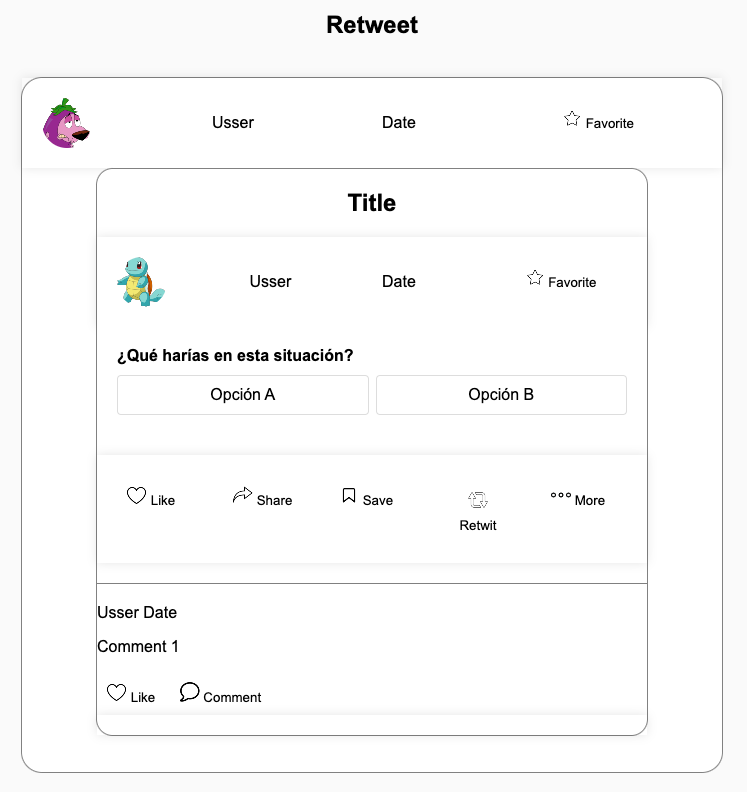 Retweet
Usser Date Favorite
Title
Usser Date Favorite
¿Qué harías en esta situación?
Opción A Opción B
Like Share Save Retwit More
Usser Date
Comment 1
Like Comment